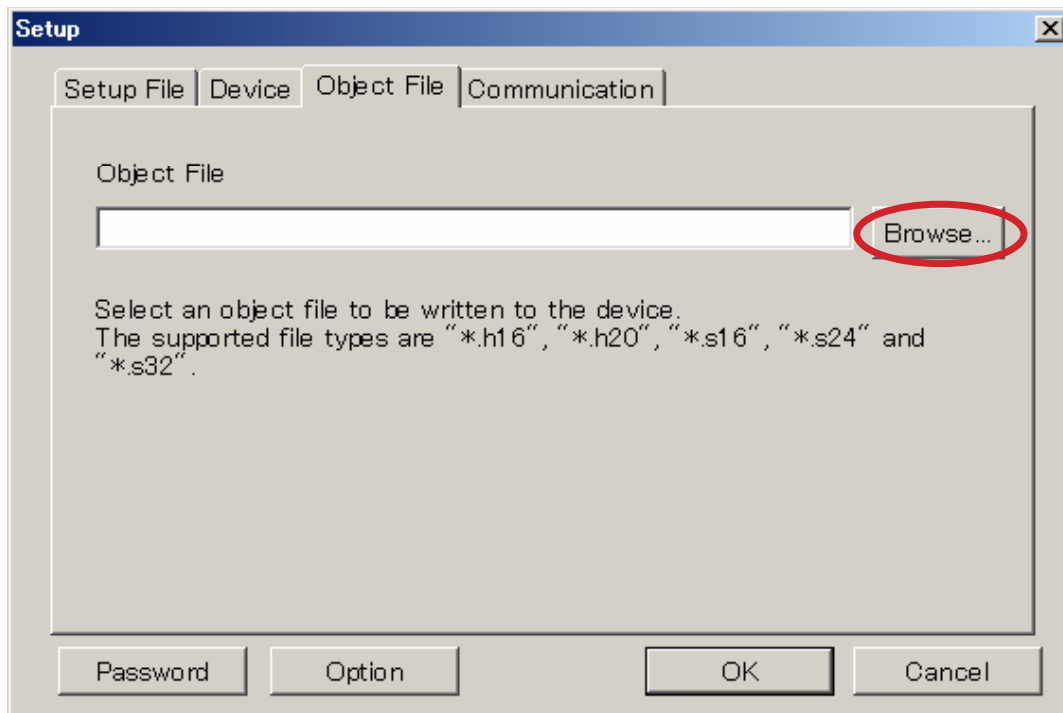 Setup
Setup File Device Object File Communication
Object File
Browse...
Select an object file to be written to the device.
The supported file types are "*.h16", "*.h20", "*.s16", "*.s24" and
"*.s32".
Password Option OK Cancel